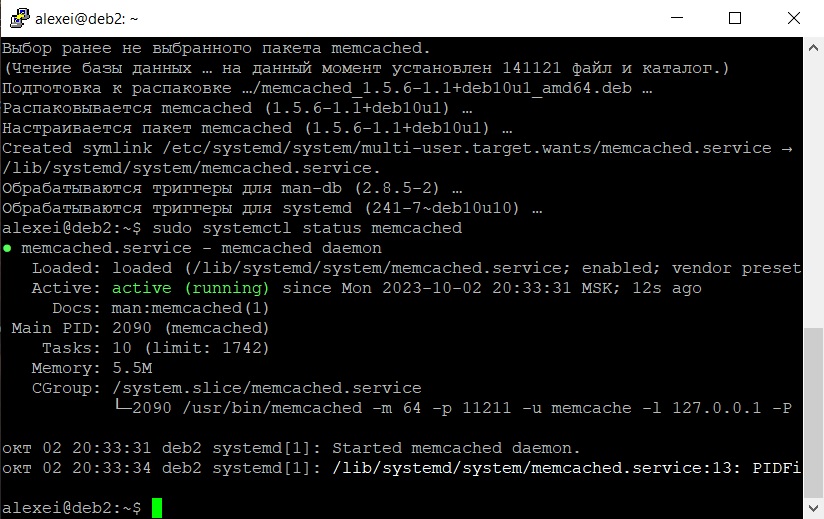 alexei@deb2: ~
Выбор ранее не выбранного пакета memcached.
(Чтение базы данных … на данный момент установлен 141121 файл и каталог.)
Подготовка к распаковке …/memcached_1.5.6-1.1+deb10u1_amd64.deb …
Распаковывается memcached (1.5.6-1.1+deb10u1) …
Настраивается пакет memcached (1.5.6-1.1+deb10u1) …
Created symlink /etc/systemd/system/multi-user.target.wants/memcached.service →
/lib/systemd/system/memcached.service.
Обрабатываются триггеры для man-db (2.8.5-2) …
Обрабатываются триггеры для systemd (241-7~deb10u10) …
alexei@deb2:~$ sudo systemctl status memcached
● memcached.service - memcached daemon
Loaded: loaded (/lib/systemd/system/memcached.service; enabled; vendor preset
Active: active (running) since Mon 2023-10-02 20:33:31 MSK; 12s ago
Docs: man:memcached(1)
Main PID: 2090 (memcached)
Tasks: 10 (limit: 1742)
Memory: 5.5M
CGroup: /system.slice/memcached.service
└─2090 /usr/bin/memcached -m 64 -p 11211 -u memcache -l 127.0.0.1 -P
окт 02 20:33:31 deb2 systemd[1]: Started memcached daemon.
окт 02 20:33:34 deb2 systemd[1]: /lib/systemd/system/memcached.service:13: PIDFi
alexei@deb2:~$